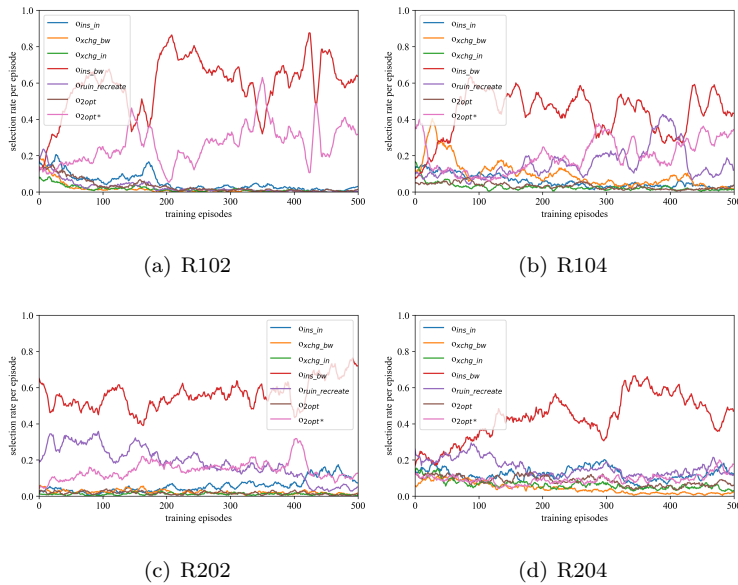 1.0
0.8
0.6
0.4
0.2
0.0
selection rate per episode
o_ins_in
o_xchg_bw
o_xchg_in
o_ins_bw
o_ruin_recreate
o_2opt
o_2opt*
0 100 200 300 400 500
training episodes
(a) R102
1.0
0.8
0.6
0.4
0.2
0.0
selection rate per episode
o_ins_in
o_xchg_bw
o_xchg_in
o_ins_bw
o_ruin_recreate
o_2opt
o_2opt*
0 100 200 300 400 500
training episodes
(b) R104
1.0
0.8
0.6
0.4
0.2
0.0
selection rate per episode
o_ins_in
o_xchg_bw
o_xchg_in
o_ins_bw
o_ruin_recreate
o_2opt
o_2opt*
0 100 200 300 400 500
training episodes
(c) R202
1.0
0.8
0.6
0.4
0.2
0.0
selection rate per episode
o_ins_in
o_xchg_bw
o_xchg_in
o_ins_bw
o_ruin_recreate
o_2opt
o_2opt*
0 100 200 300 400 500
training episodes
(d) R204